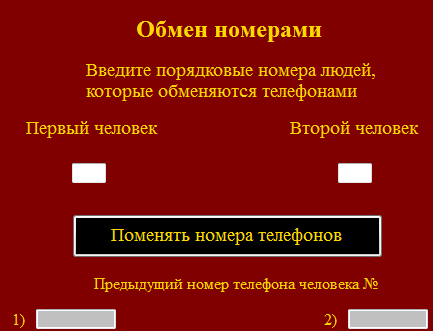 Обмен номерами
Введите порядковые номера людей,
которые обменяются телефонами
Первый человек
Второй человек
Поменять номера телефонов
Предыдущий номер телефона человека №
1)
2)